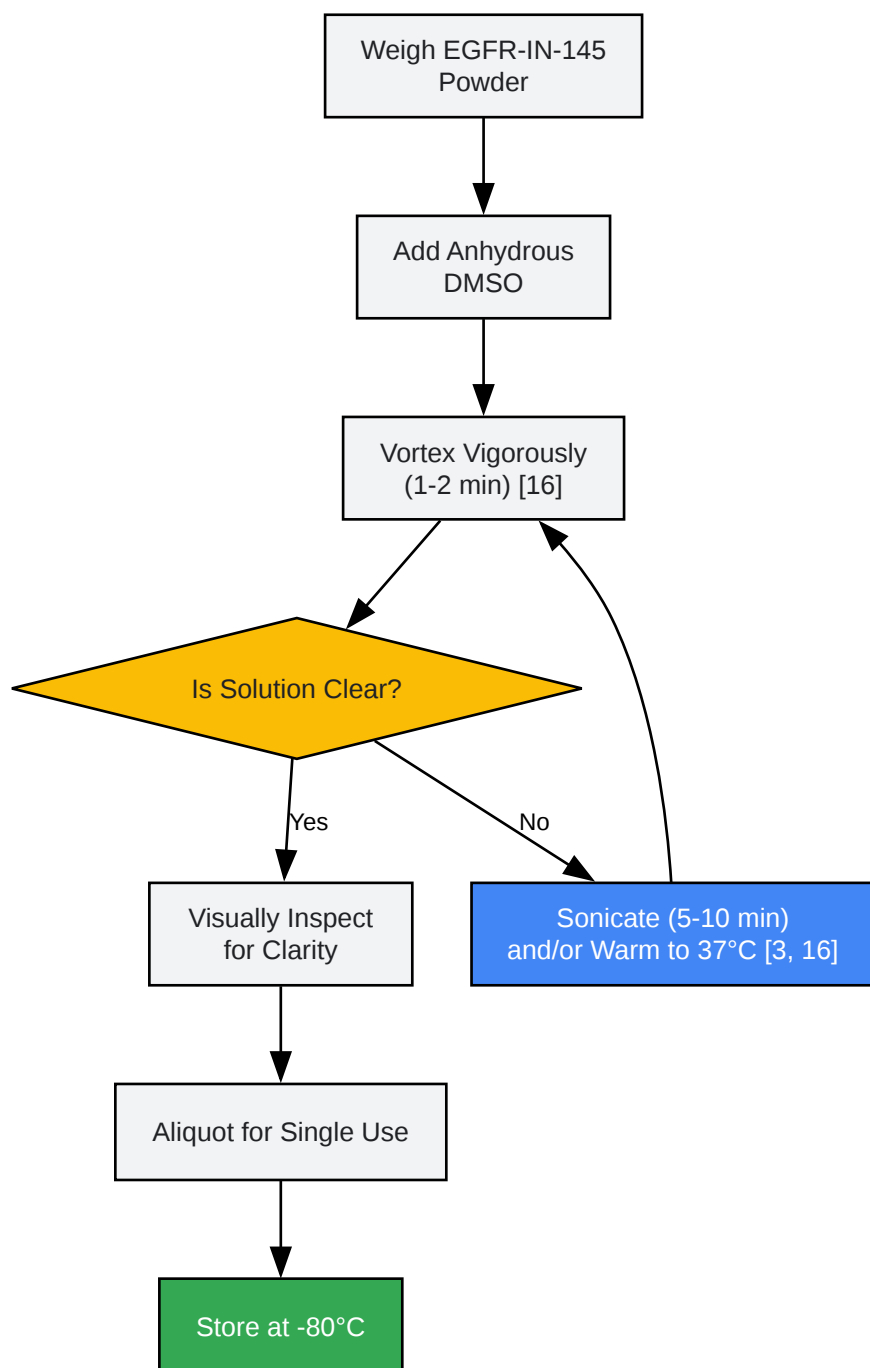 Weigh EGFR-IN-145
Powder
Add Anhydrous
DMSO
Vortex Vigorously
(1-2 min) [16]
Is Solution Clear?
Yes
No
Visually Inspect
for Clarity
Sonicate (5-10 min)
and/or Warm to 37°C [3, 16]
Aliquot for Single Use
Store at -80°C